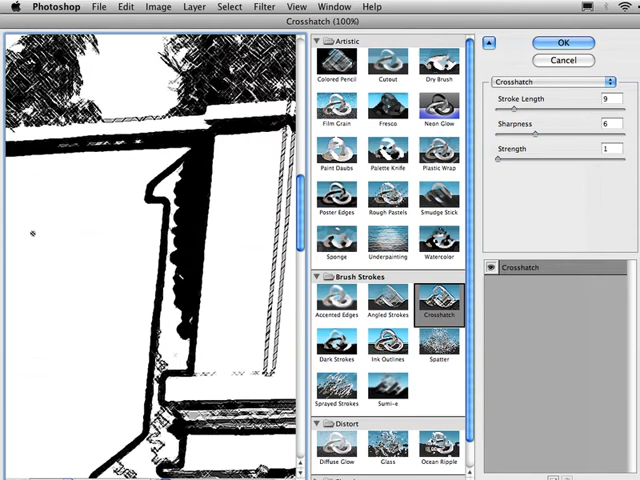 Photoshop File Edit Image Layer Select Filter View Window Help
Crosshatch (100%)
Artistic
Colored Pencil Cutout Dry Brush
Film Grain Fresco Neon Glow
Paint Daubs Palette Knife Plastic Wrap
Poster Edges Rough Pastels Smudge Stick
Sponge Underpainting Watercolor
Brush Strokes
Accented Edges Angled Strokes Crosshatch
Dark Strokes Ink Outlines Spatter
Sprayed Strokes Sumi-e
Distort
Diffuse Glow Glass Ocean Ripple
OK
Cancel
Crosshatch
Stroke Length 9
Sharpness 6
Strength 1
Crosshatch